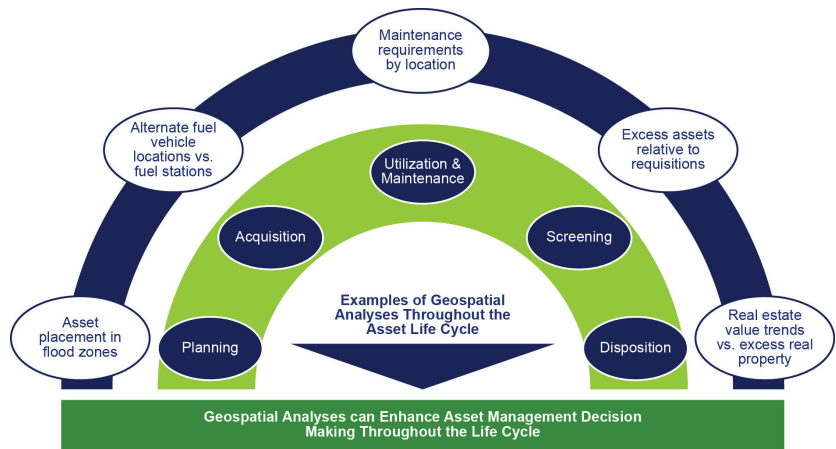 Maintenance
requirements
by location
Alternate fuel
vehicle
locations vs.
fuel stations
Excess assets
relative to
requisitions
Utilization &
Maintenance
Acquisition
Screening
Examples of Geospatial
Analyses Throughout the
Asset Life Cycle
Asset
placement in
flood zones
Planning
Disposition
Real estate
value trends
vs. excess real
property
Geospatial Analyses can Enhance Asset Management Decision
Making Throughout the Life Cycle